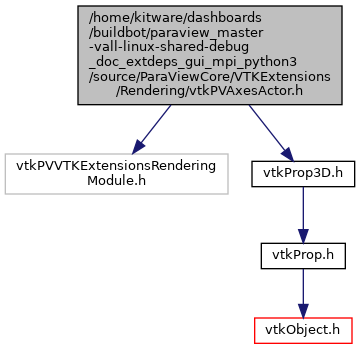 /home/kitware/dashboards
/buildbot/paraview_master
-vall-linux-shared-debug
_doc_extdeps_gui_mpi_python3
/source/ParaViewCore/VTKExtensions
/Rendering/vtkPVAxesActor.h
vtkPVVTKExtensionsRendering
Module.h
vtkProp3D.h
vtkProp.h
vtkObject.h